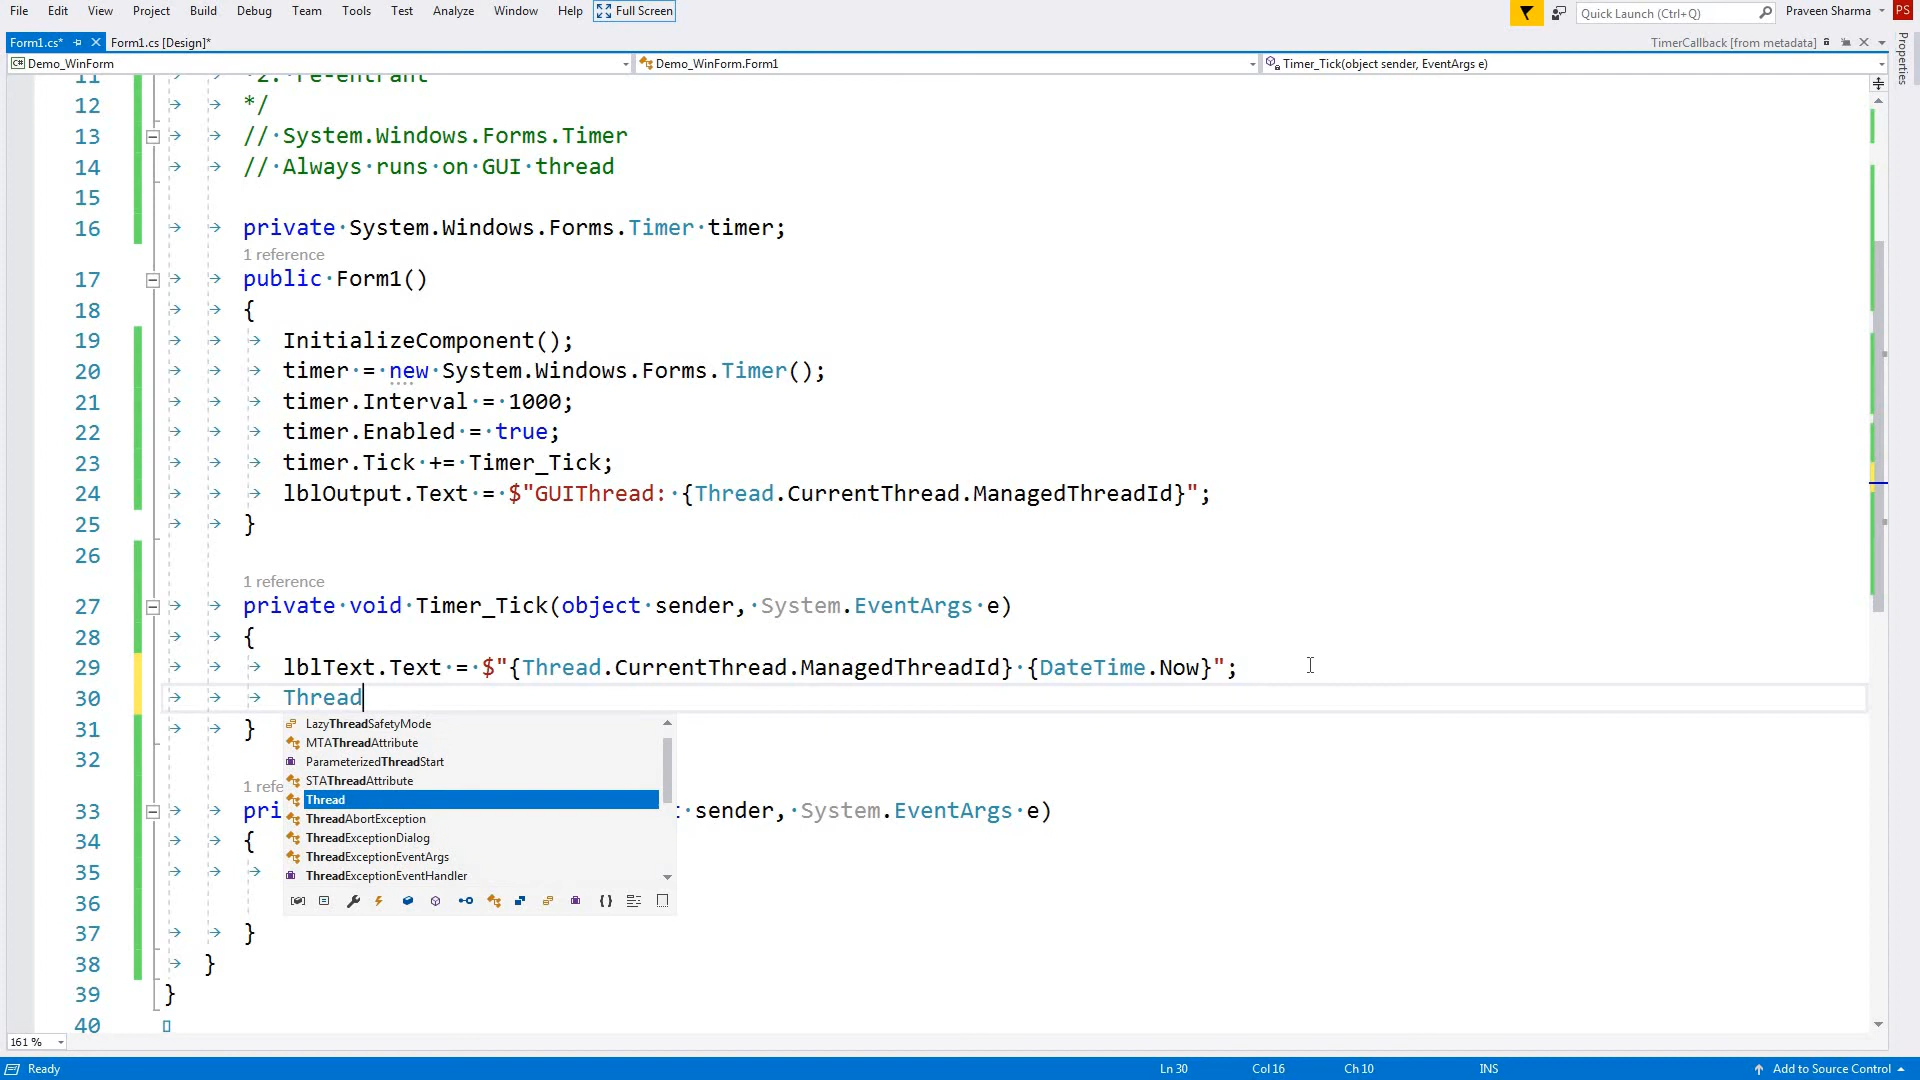 File Edit View Project Build Debug Team Tools Test Analyze Window Help Full Screen Quick Launch (Ctrl+Q) Praveen Sharma PS
Form1.cs* Form1.cs [Design]* TimerCallback [from metadata]
Properties
Demo_WinForm Demo_WinForm.Form1 Timer_Tick(object sender, EventArgs e)
11 2. re-entrant
12 */
13 // System.Windows.Forms.Timer
14 // Always runs on GUI thread
15
16 private System.Windows.Forms.Timer timer;
1 reference
17 public Form1()
18 {
19 InitializeComponent();
20 timer = new System.Windows.Forms.Timer();
21 timer.Interval = 1000;
22 timer.Enabled = true;
23 timer.Tick += Timer_Tick;
24 lblOutput.Text = $"GUIThread: {Thread.CurrentThread.ManagedThreadId}";
25 }
26
1 reference
27 private void Timer_Tick(object sender, System.EventArgs e)
28 {
29 lblText.Text = $"{Thread.CurrentThread.ManagedThreadId} {DateTime.Now}";
30 Thread
31 }
32
33 sender, System.EventArgs e)
34 {
35
36
37 }
38 }
39 }
40
LazyThreadSafetyMode
MTAThreadAttribute
ParameterizedThreadStart
STAThreadAttribute
Thread
ThreadAbortException
ThreadExceptionDialog
ThreadExceptionEventArgs
ThreadExceptionEventHandler
161 %
Ready Ln 30 Col 16 Ch 10 INS Add to Source Control